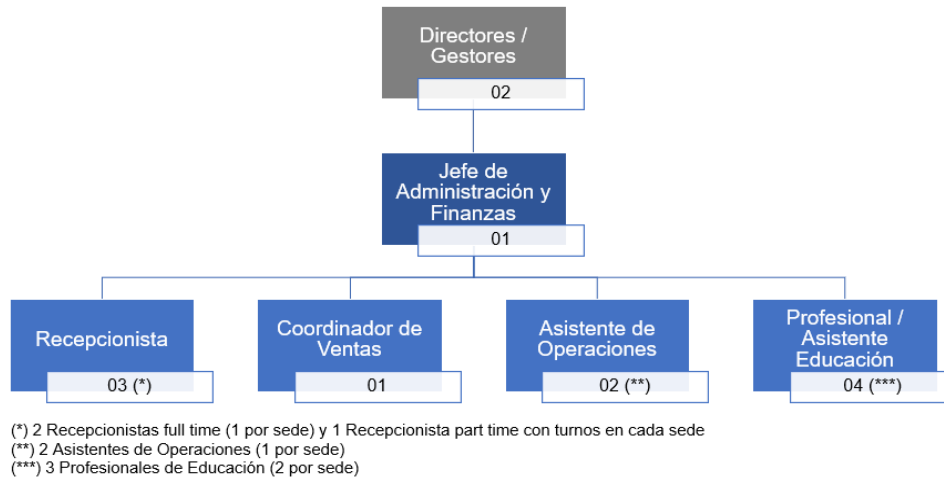 Directores /
Gestores
02
Jefe de
Administración y
Finanzas
01
Recepcionista
03 (*)
Coordinador de
Ventas
01
Asistente de
Operaciones
02 (**)
Profesional /
Asistente
Educación
04 (***)
(*) 2 Recepcionistas full time (1 por sede) y 1 Recepcionista part time con turnos en cada sede
(**) 2 Asistentes de Operaciones (1 por sede)
(***) 3 Profesionales de Educación (2 por sede)